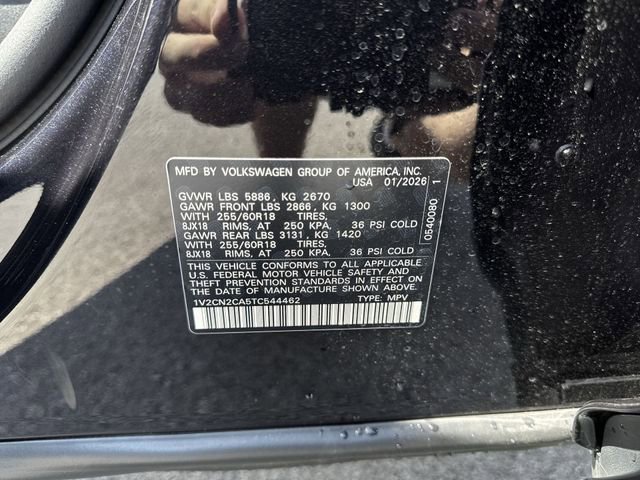 MFD BY VOLKSWAGEN GROUP OF AMERICA, INC.
USA 01/2026
GVWR LBS 5886, KG 2670
GAWR FRONT LBS 2866, KG 1300
WITH 255/60R18 TIRES,
8JX18 RIMS, AT 250 KPA. 36 PSI COLD
GAWR REAR LBS 3131, KG 1420
WITH 255/60R18 TIRES,
8JX18 RIMS, AT 250 KPA. 36 PSI COLD
THIS VEHICLE CONFORMS TO ALL APPLICABLE
U.S. FEDERAL MOTOR VEHICLE SAFETY AND
THEFT PREVENTION STANDARDS IN EFFECT ON
THE DATE OF MANUFACTURE SHOWN ABOVE.
1V2CN2CA5TC544462 TYPE: MPV
0540080 1